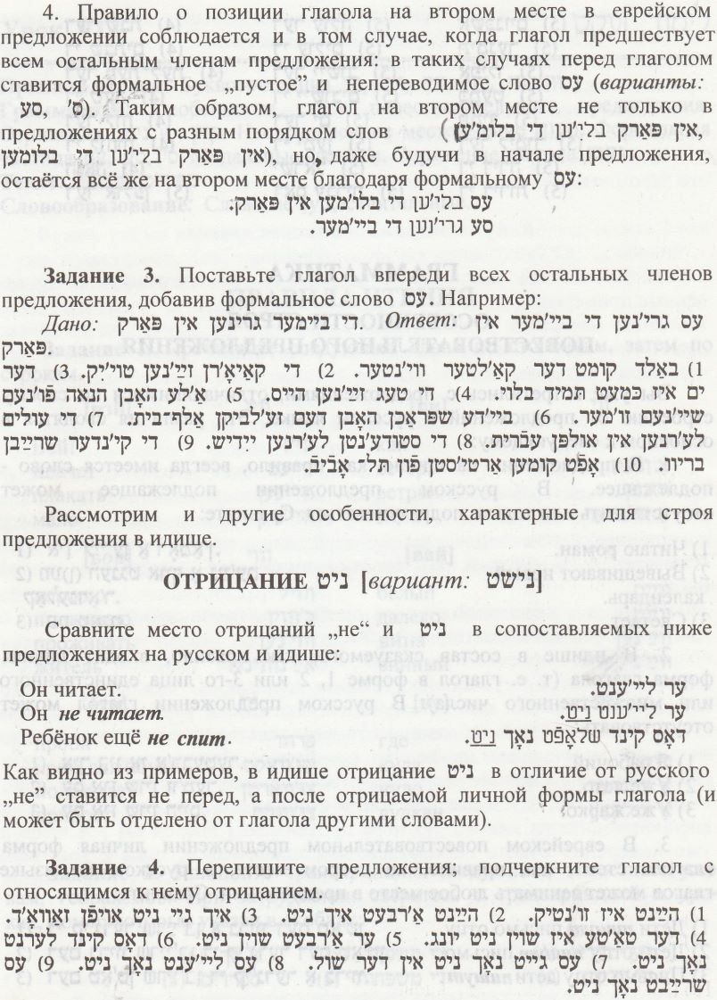 4. Правило о позиции глагола на втором месте в еврейском
предложении соблюдается и в том случае, когда глагол предшествует
всем остальным членам предложения: в таких случаях перед глаголом
ставится формальное „пустое" и непереводимое слово עס (варианты:
ס', סע). Таким образом, глагол на втором месте не только в
предложениях с разным порядком слов (די בלומ'ען בלי'ען אין פּאַרק,
אין פּאַרק בלי'ען די בלומען), но, даже будучи в начале предложения,
остаётся всё же на втором месте благодаря формальному עס:
עס בלי'ען די בלו'מען אין פּאַרק.
סע גרי'נען די ביי'מער.
Задание 3. Поставьте глагол впереди всех остальных членов
предложения, добавив формальное слово עס. Например:
Дано: די ביימער גרינען אין פּאַרק. Ответ: עס גרי'נען די ביי'מער אין
פּאַרק.
1) באַלד קומט דער קאַ'לטער ווי'נטער. 2) די קאַיאָ'רן זײַ'נען טוי'יק. 3) דער
ים איז כּמעט תּמיד בלוי. 4) די טעג זײַ'נען הייס. 5) אַ'לע האָבן הנאה פֿו'נעם
שיי'נעם זו'מער. 6) יי'דע שפּראַכן האָבן דעם זע'לביקן אַלף-בית. 7) די עולים
לע'רנען אין אולפּן עבֿרית. 8) די סטודע'נטן לע'רנען יי'דיש. 9) די קי'נדער שרײַבן
בריוו. 10) אָפֿט קומען אַרטי'סטן פֿון תּל-אָבֿיבֿ.
Рассмотрим и другие особенности, характерные для строя
предложения в идише.
ОТРИЦАНИЕ ניט [вариант: נישט]
Сравните место отрицаний „не“ и ניט в сопоставляемых ниже
предложениях на русском и идише:
Он читает. ער ליי'ענט.
Он не читает. ער ליי'ענט ניט.
Ребёнок ещё не спит. דאָס קינד שלאָפֿט נאָך ניט.
Как видно из примеров, в идише отрицание ניט в отличие от русского
„не“ ставится не перед, а после отрицаемой личной формы глагола (и
может быть отделено от глагола другими словами).
Задание 4. Перепишите предложения; подчеркните глагол с
относящимся к нему отрицанием.
1) הײַנט איז זו'נטיק. 2) הײַנט אַ'רבעט איך ניט. 3) איך גיי ניט אויפֿן זאַוואָ'ד.
4) דער טאַ'טע איז שוין ניט יונג. 5) ער אַ'רבעט שוין ניט. 6) דאָס קינד לערנט
נאָך ניט. 7) עס גייט נאָך ניט אין דער שול. 8) עס ליי'ענט נאָך ניט. 9) עס
שרײַבט נאָך ניט.